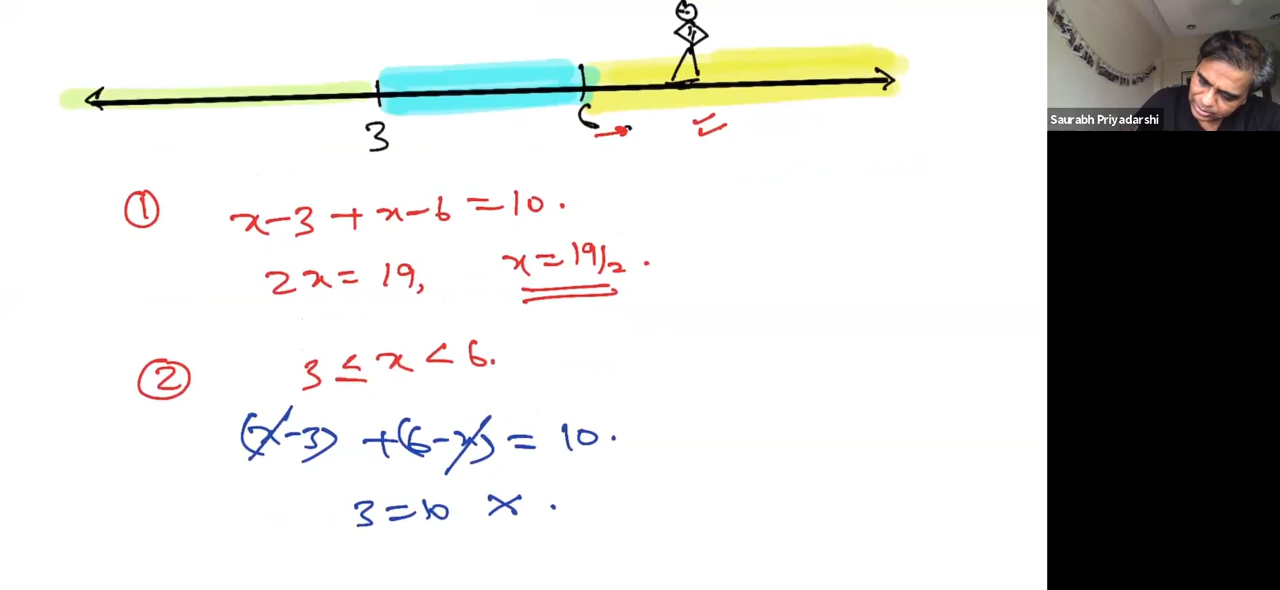 3 6
Saurabh Priyadarshi
① x-3 + x-6 = 10.
2x = 19, x = 19/2.
② 3 ≤ x < 6.
(x-3) + (6-x) = 10.
3 = 10 ×.